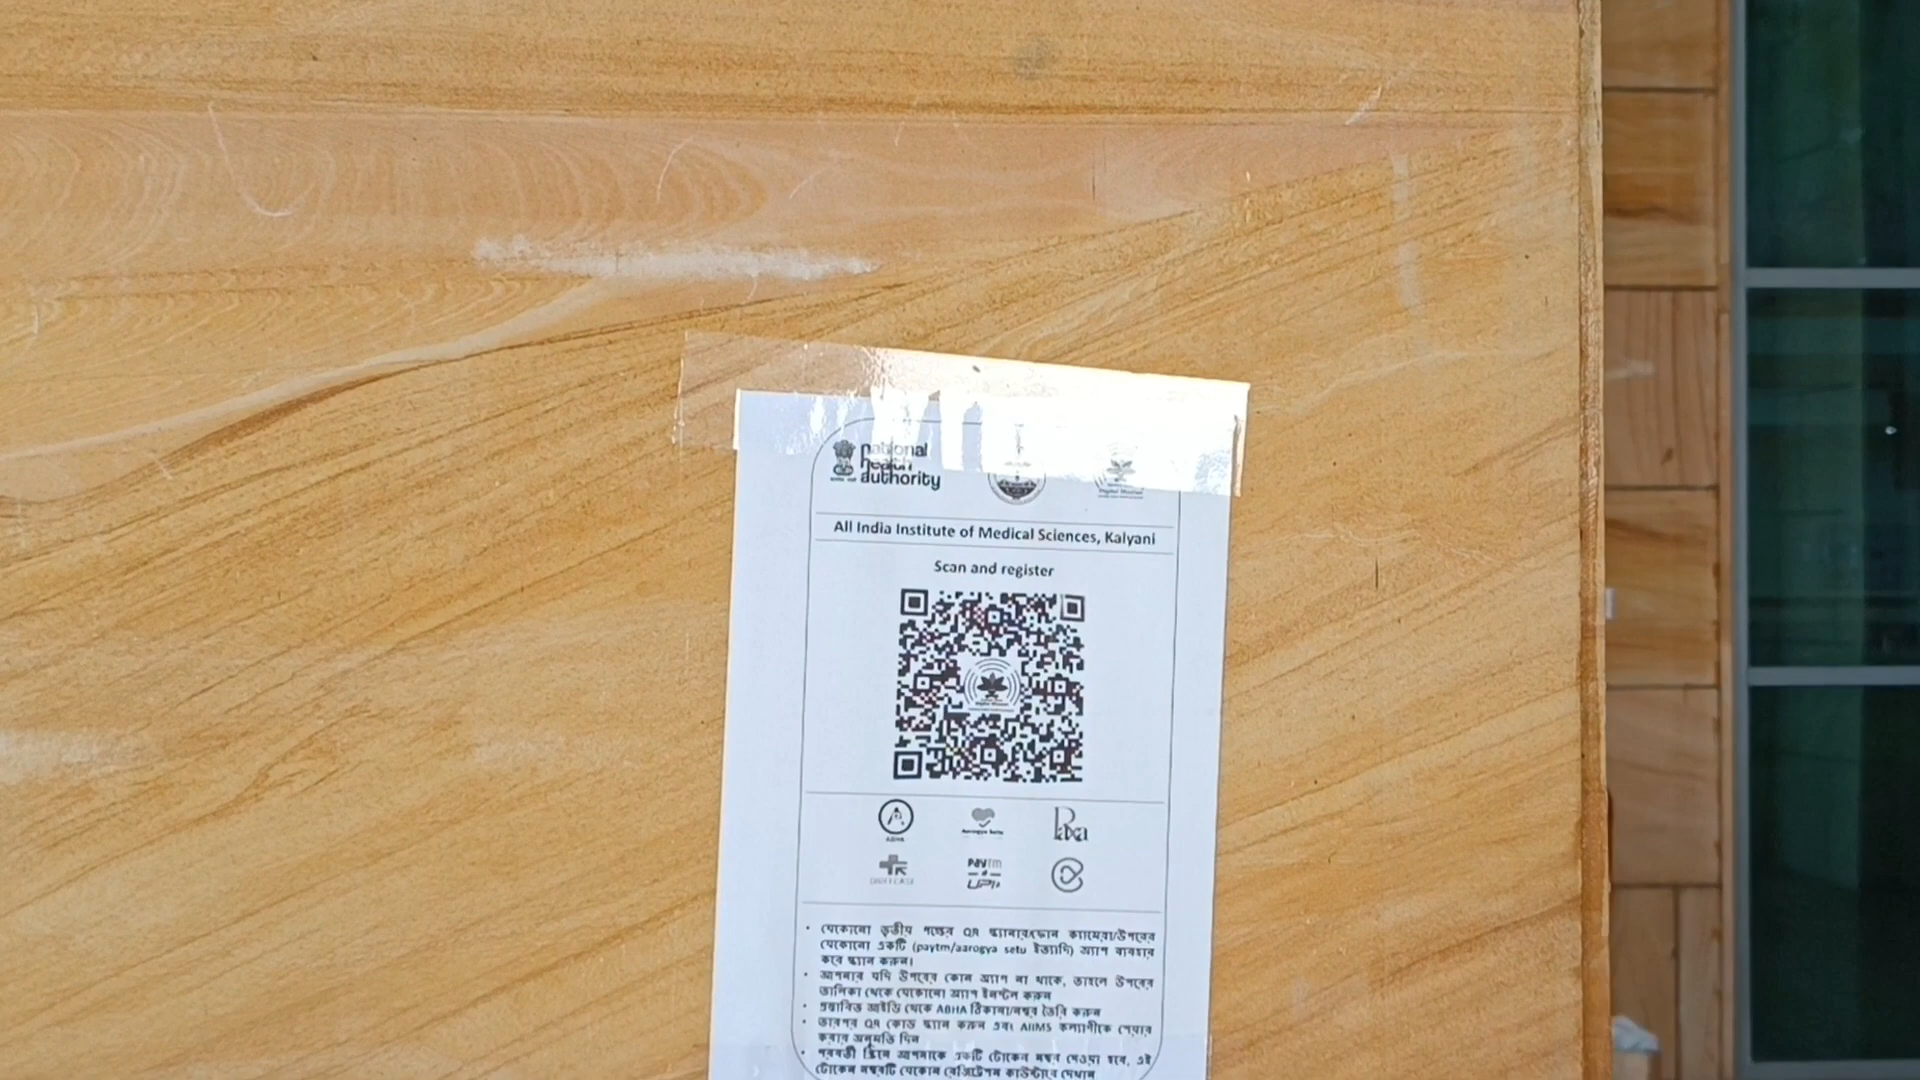 national
health
authority
All India Institute of Medical Sciences, Kalyani
Scan and register
ABHA
Aarogya Setu
DRIEFCASE
Paytm
UPI
যেকোনো তৃতীয় পক্ষের QR স্ক্যানার/ফোন ক্যামেরা/উপরের
যেকোনো একটি (paytm/aarogya setu ইত্যাদি) অ্যাপ ব্যবহার
করে স্ক্যান করুন।
আপনার যদি উপরের কোন অ্যাপ না থাকে, তাহলে উপরের
তালিকা থেকে যেকোনো অ্যাপ ইনস্টল করুন
প্রস্তাবিত আইডি থেকে ABHA ঠিকানা/নম্বর তৈরি করুন
তারপর QR কোড স্ক্যান করুন এবং AIIMS কল্যাণীকে শেয়ার
করার অনুমতি দিন
পরবর্তী স্ক্রিনে আপনাকে একটি টোকেন নম্বর দেওয়া হবে, এই
টোকেন নম্বরটি যেকোন রেজিস্ট্রেশন কাউন্টারে দেখান